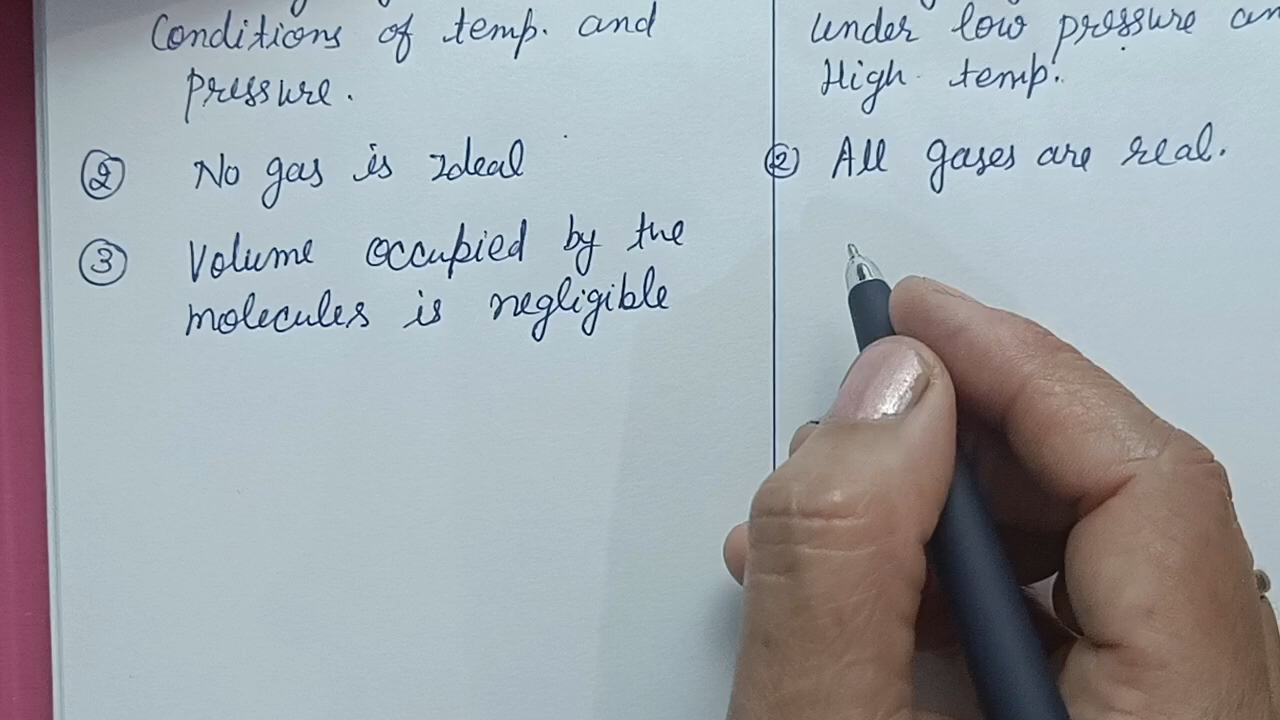 Conditions of temp. and
pressure.
② No gas is Ideal
③ Volume occupied by the
molecules is negligible
under low pressure
High temp.
② All gases are real.